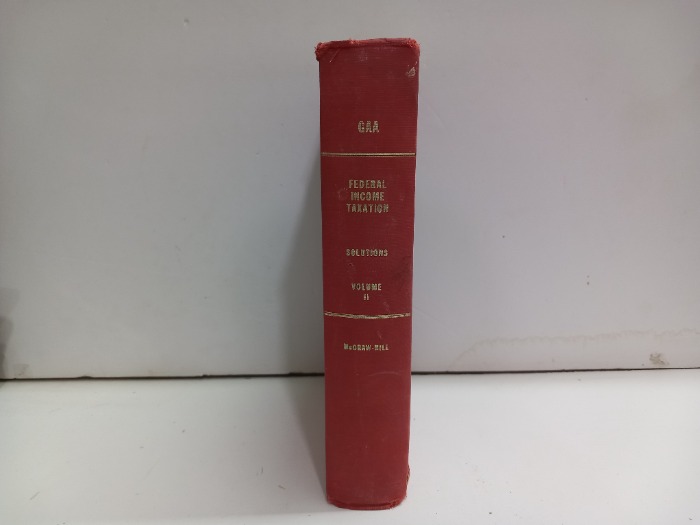 GAA
FEDERAL
INCOME
TAXATION
SOLUTIONS
VOLUME
II
McGRAW-HILL